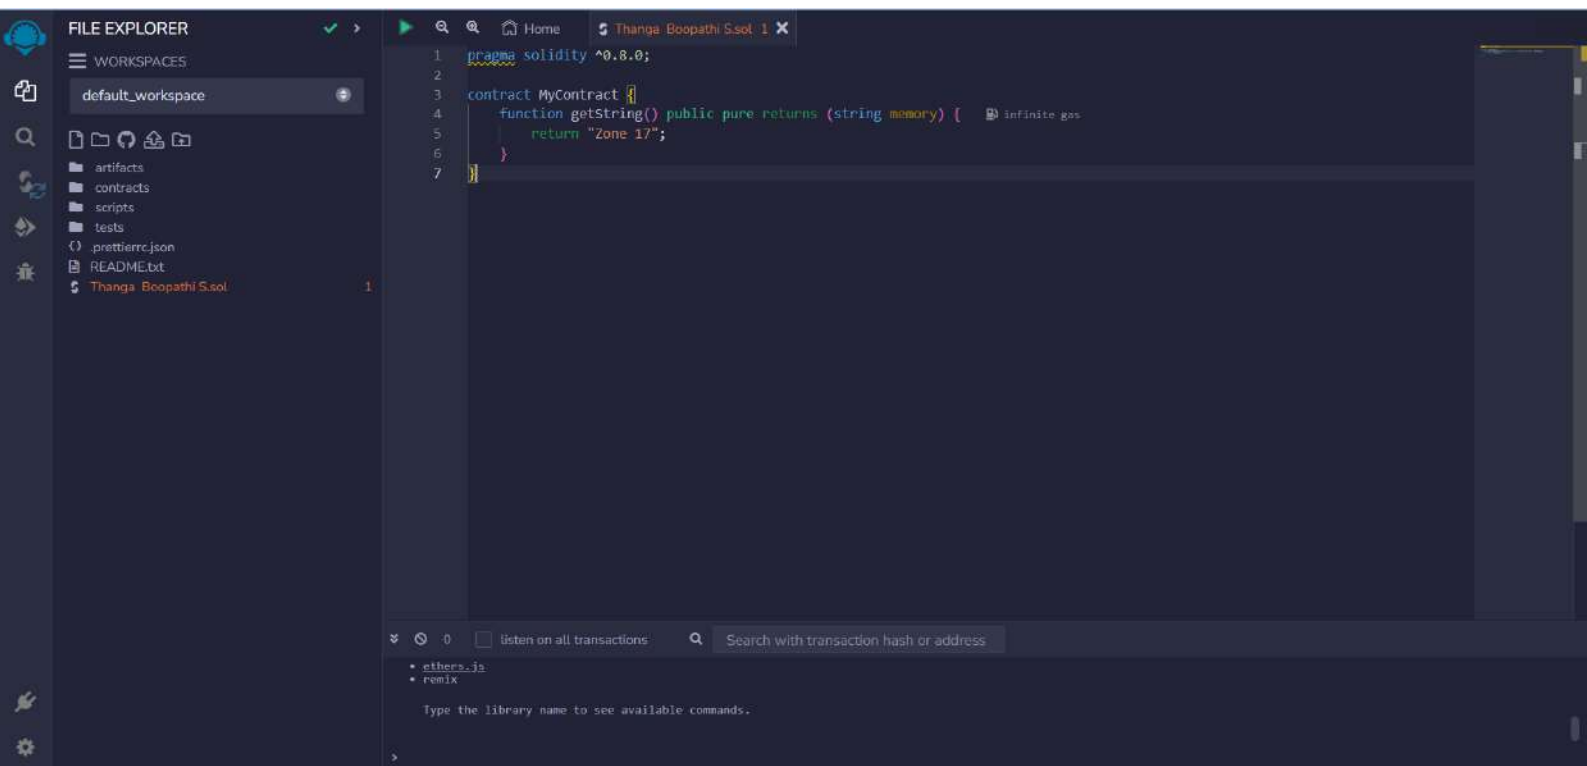 FILE EXPLORER
WORKSPACES
default_workspace
artifacts
contracts
scripts
tests
.prettierrc.json
README.txt
Thanga Boopathi S.sol 1
Home
Thanga Boopathi S.sol 1
1 pragma solidity ^0.8.0;
2
3 contract MyContract {
4 function getString() public pure returns (string memory) { infinite gas
5 return "Zone 17";
6 }
7 }
0 listen on all transactions Search with transaction hash or address
• ethers.js
• remix
Type the library name to see available commands.
>